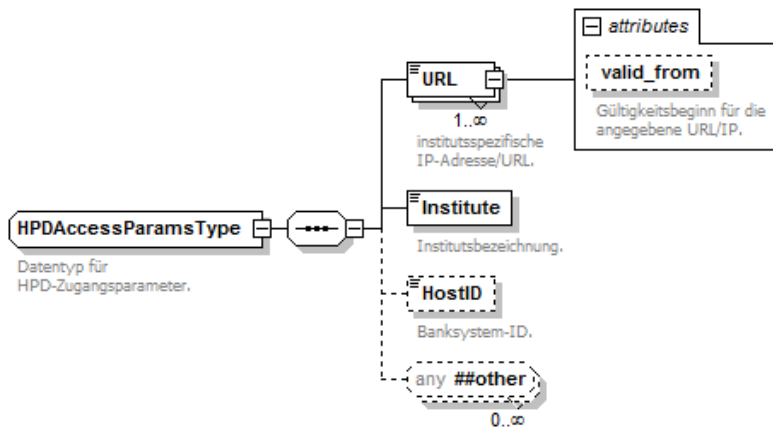 attributes
valid_from
Gültigkeitsbeginn für die
angegebene URL/IP.
URL
1..∞
institutsspezifische
IP-Adresse/URL.
HPDAccessParamsType
Datentyp für
HPD-Zugangsparameter.
Institute
Institutsbezeichnung.
HostID
Banksystem-ID.
any ##other
0..∞